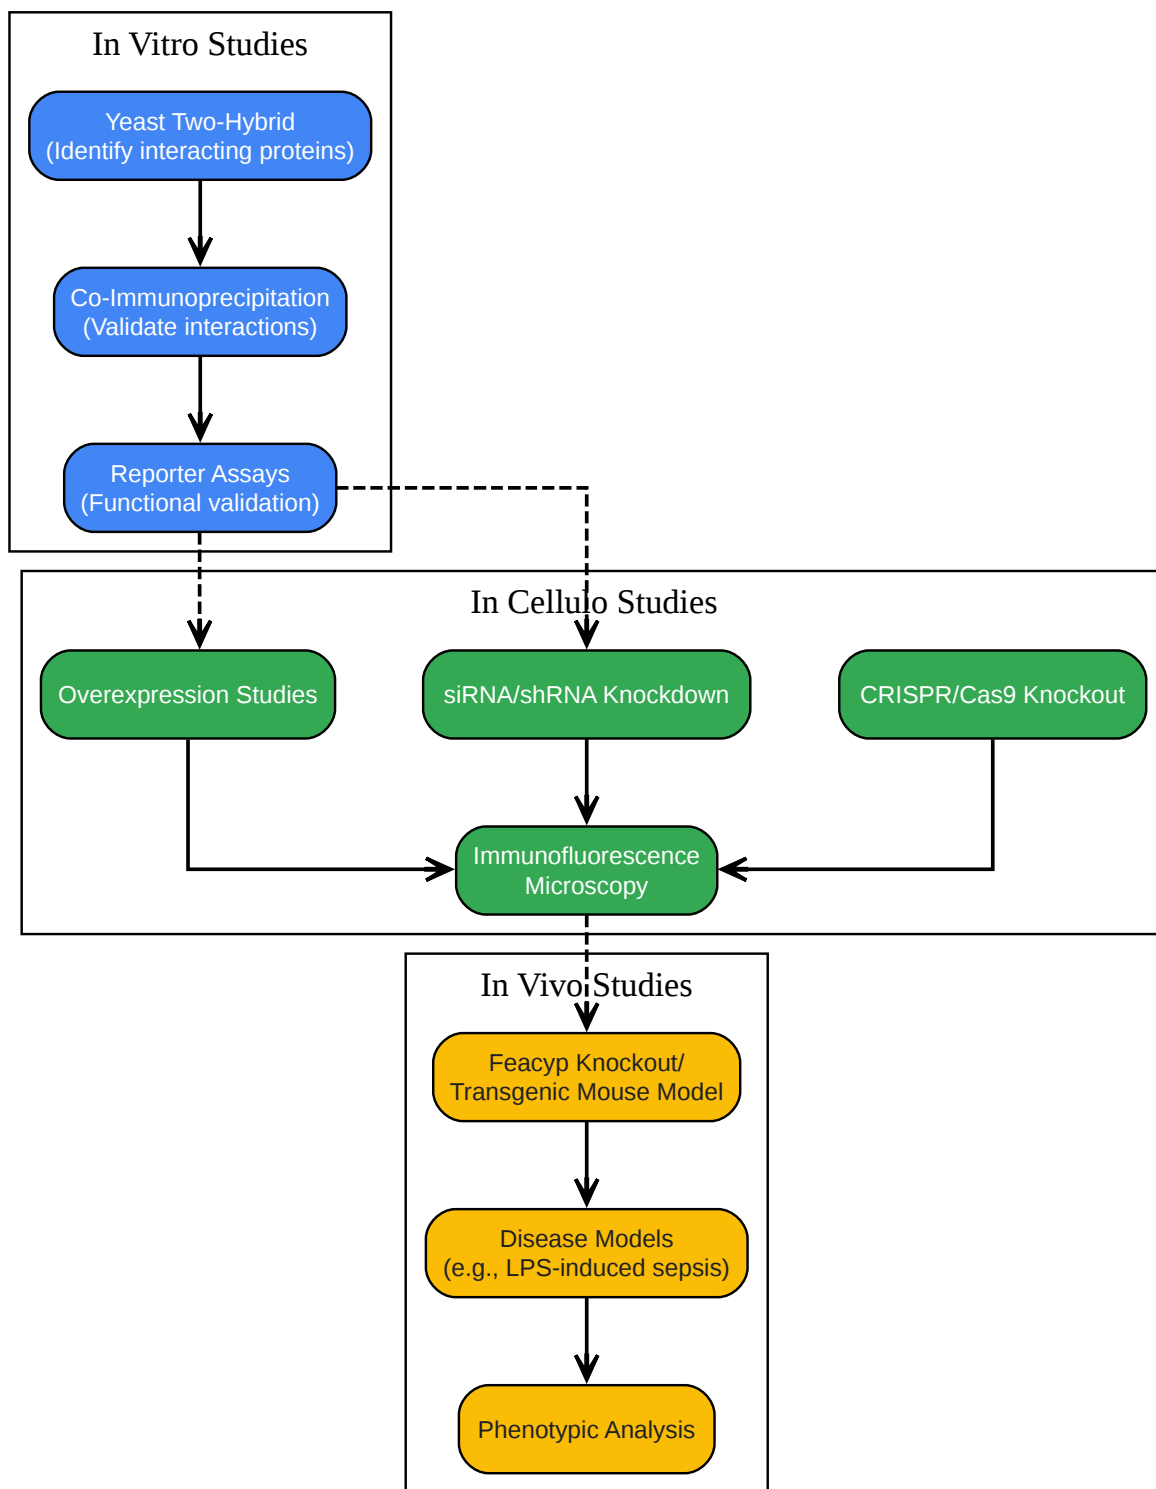 In Vitro Studies
Yeast Two-Hybrid
(Identify interacting proteins)
Co-Immunoprecipitation
(Validate interactions)
Reporter Assays
(Functional validation)
In Cellulo Studies
Overexpression Studies
siRNA/shRNA Knockdown
CRISPR/Cas9 Knockout
Immunofluorescence
Microscopy
In Vivo Studies
Feacyp Knockout/
Transgenic Mouse Model
Disease Models
(e.g., LPS-induced sepsis)
Phenotypic Analysis